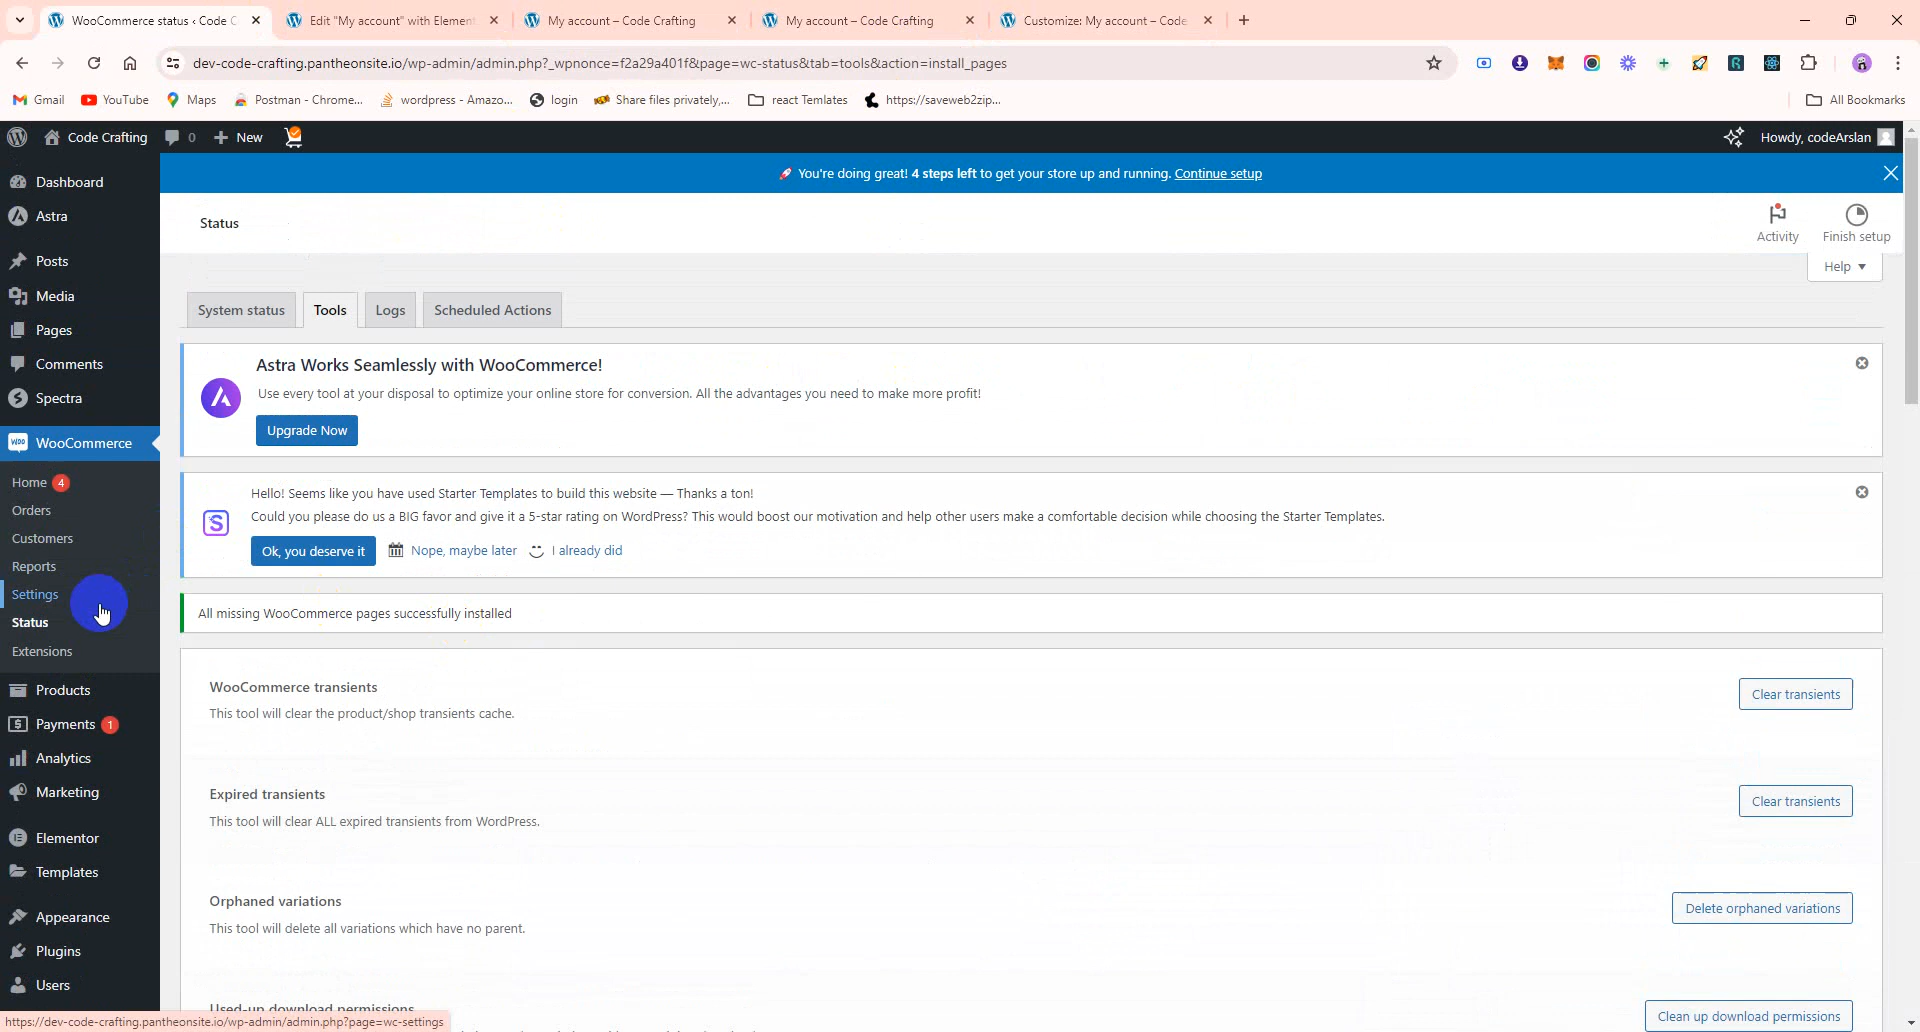 WooCommerce status ‹ Code C
Edit "My account" with Element
My account – Code Crafting
My account – Code Crafting
Customize: My account – Code
dev-code-crafting.pantheonsite.io/wp-admin/admin.php?_wpnonce=f2a29a401f&page=wc-status&tab=tools&action=install_pages
Gmail
YouTube
Maps
Postman - Chrome...
wordpress - Amazo...
login
Share files privately,...
react Temlates
https://saveweb2zip...
All Bookmarks
Code Crafting
0
New
Howdy, codeArslan
You're doing great! 4 steps left to get your store up and running. Continue setup
Dashboard
Astra
Posts
Media
Pages
Comments
Spectra
WooCommerce
Home 4
Orders
Customers
Reports
Settings
Status
Extensions
Products
Payments 1
Analytics
Marketing
Elementor
Templates
Appearance
Plugins
Users
Status
Activity
Finish setup
Help
System status
Tools
Logs
Scheduled Actions
Astra Works Seamlessly with WooCommerce!
Use every tool at your disposal to optimize your online store for conversion. All the advantages you need to make more profit!
Upgrade Now
Hello! Seems like you have used Starter Templates to build this website — Thanks a ton!
Could you please do us a BIG favor and give it a 5-star rating on WordPress? This would boost our motivation and help other users make a comfortable decision while choosing the Starter Templates.
Ok, you deserve it
Nope, maybe later
I already did
All missing WooCommerce pages successfully installed
WooCommerce transients
This tool will clear the product/shop transients cache.
Clear transients
Expired transients
This tool will clear ALL expired transients from WordPress.
Clear transients
Orphaned variations
This tool will delete all variations which have no parent.
Delete orphaned variations
Used-up download permissions
Clean up download permissions
https://dev-code-crafting.pantheonsite.io/wp-admin/admin.php?page=wc-settings